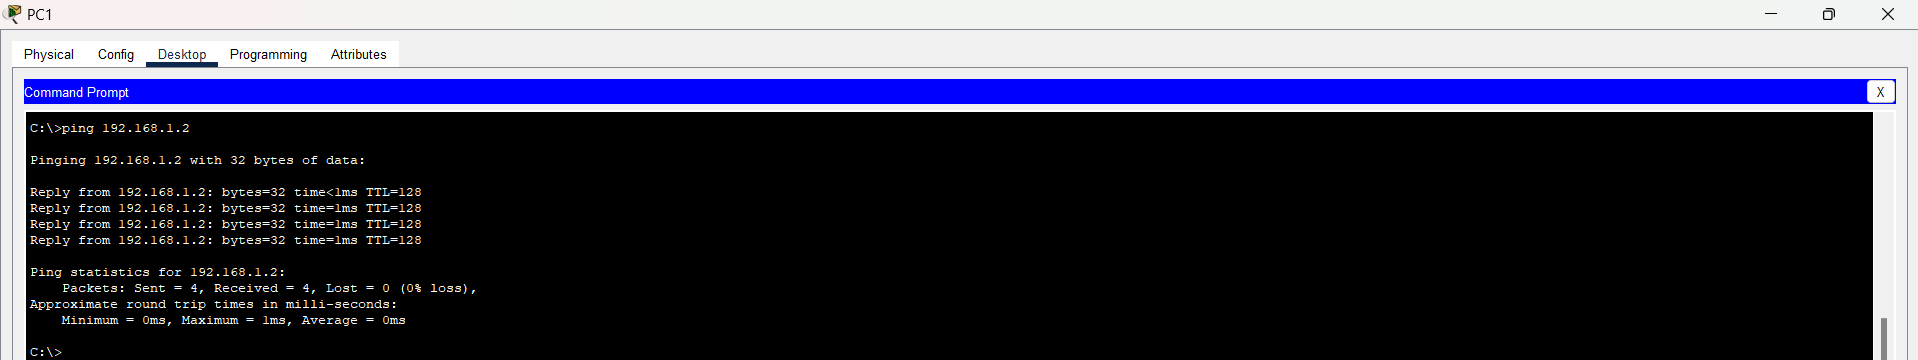 PC1
Physical Config Desktop Programming Attributes
Command Prompt X
C:\>ping 192.168.1.2
Pinging 192.168.1.2 with 32 bytes of data:
Reply from 192.168.1.2: bytes=32 time<1ms TTL=128
Reply from 192.168.1.2: bytes=32 time=1ms TTL=128
Reply from 192.168.1.2: bytes=32 time=1ms TTL=128
Reply from 192.168.1.2: bytes=32 time=1ms TTL=128
Ping statistics for 192.168.1.2:
Packets: Sent = 4, Received = 4, Lost = 0 (0% loss),
Approximate round trip times in milli-seconds:
Minimum = 0ms, Maximum = 1ms, Average = 0ms
C:\>